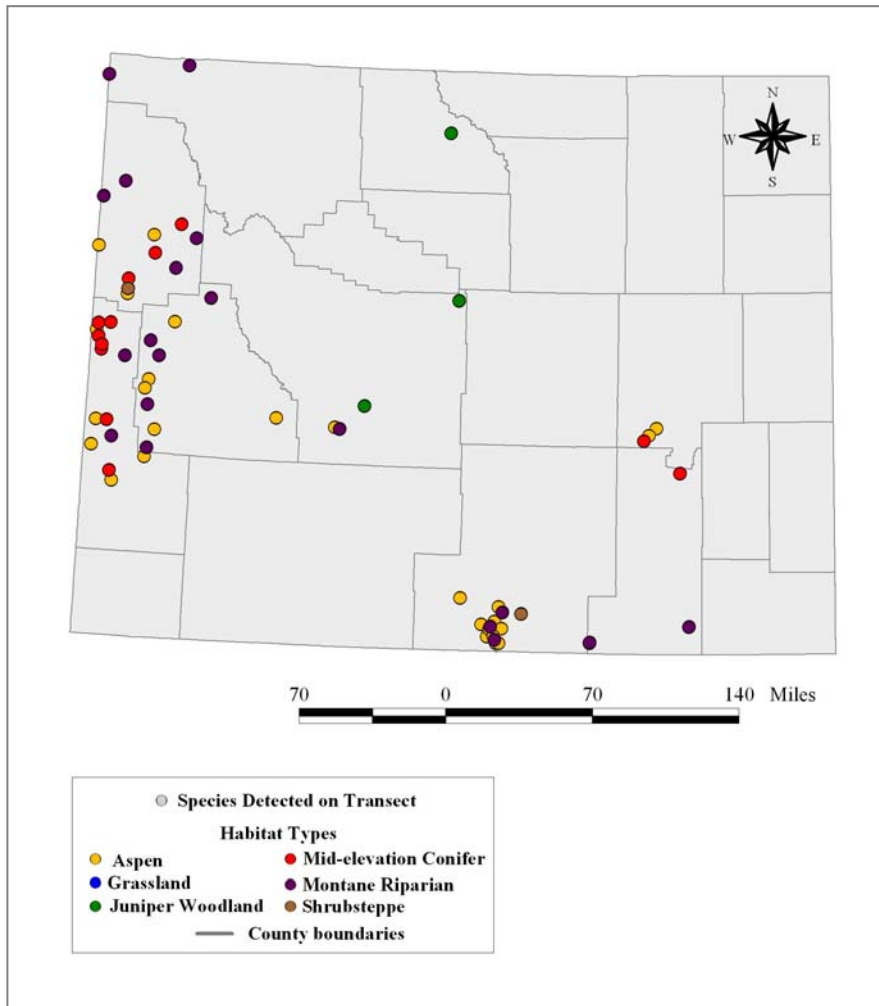 N
W E
S
70 0 70 140 Miles
Species Detected on Transect
Habitat Types
Aspen Mid-elevation Conifer
Grassland Montane Riparian
Juniper Woodland Shrubsteppe
County boundaries